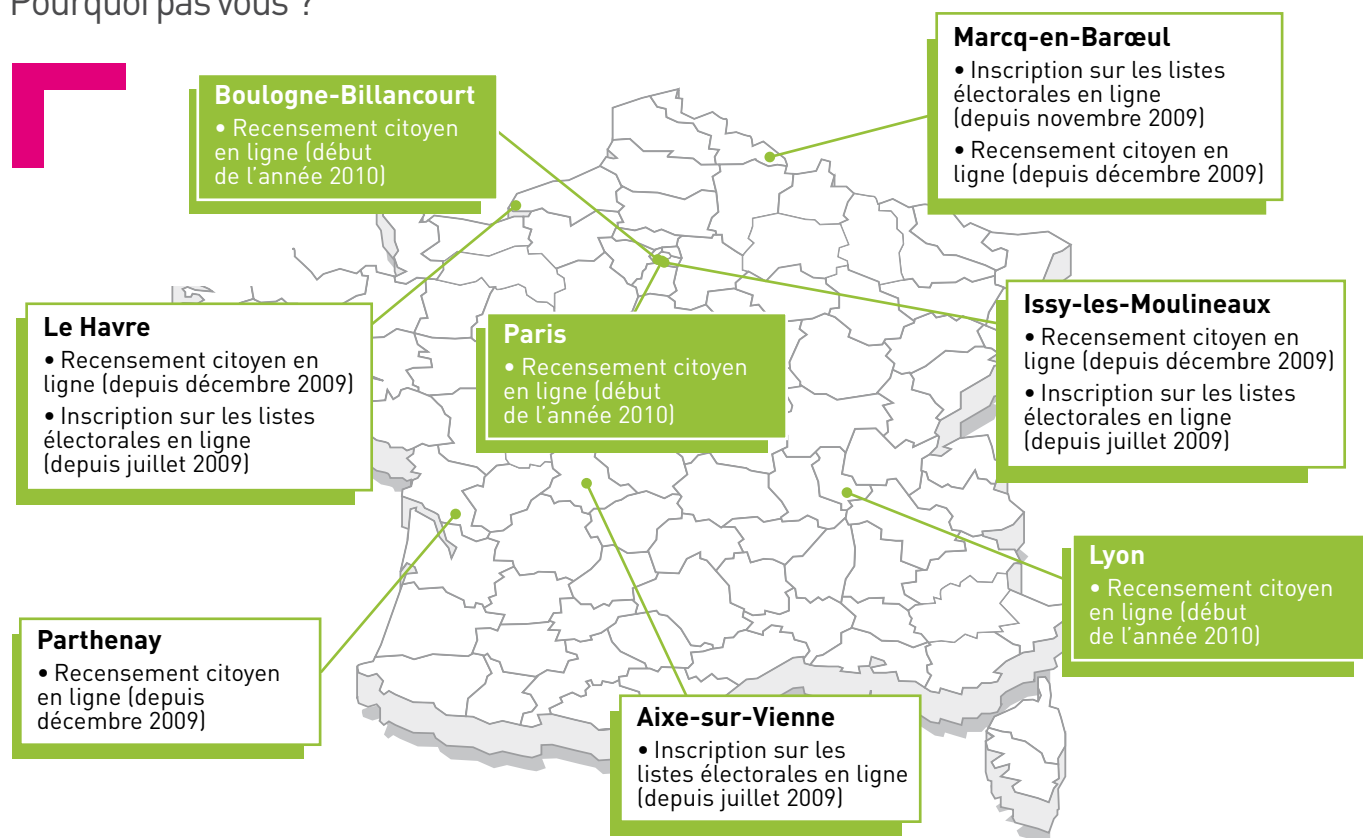 Pourquoi pas vous ?
Marcq-en-Barœul
• Inscription sur les listes
électorales en ligne
(depuis novembre 2009)
• Recensement citoyen en
ligne (depuis décembre 2009)
Boulogne-Billancourt
• Recensement citoyen
en ligne (début
de l'année 2010)
Le Havre
• Recensement citoyen en
ligne (depuis décembre 2009)
• Inscription sur les listes
électorales en ligne
(depuis juillet 2009)
Paris
• Recensement citoyen
en ligne (début
de l'année 2010)
Issy-les-Moulineaux
• Recensement citoyen en
ligne (depuis décembre 2009)
• Inscription sur les listes
électorales en ligne
(depuis juillet 2009)
Lyon
• Recensement citoyen
en ligne (début
de l'année 2010)
Parthenay
• Recensement citoyen
en ligne (depuis
décembre 2009)
Aixe-sur-Vienne
• Inscription sur les
listes électorales en ligne
(depuis juillet 2009)